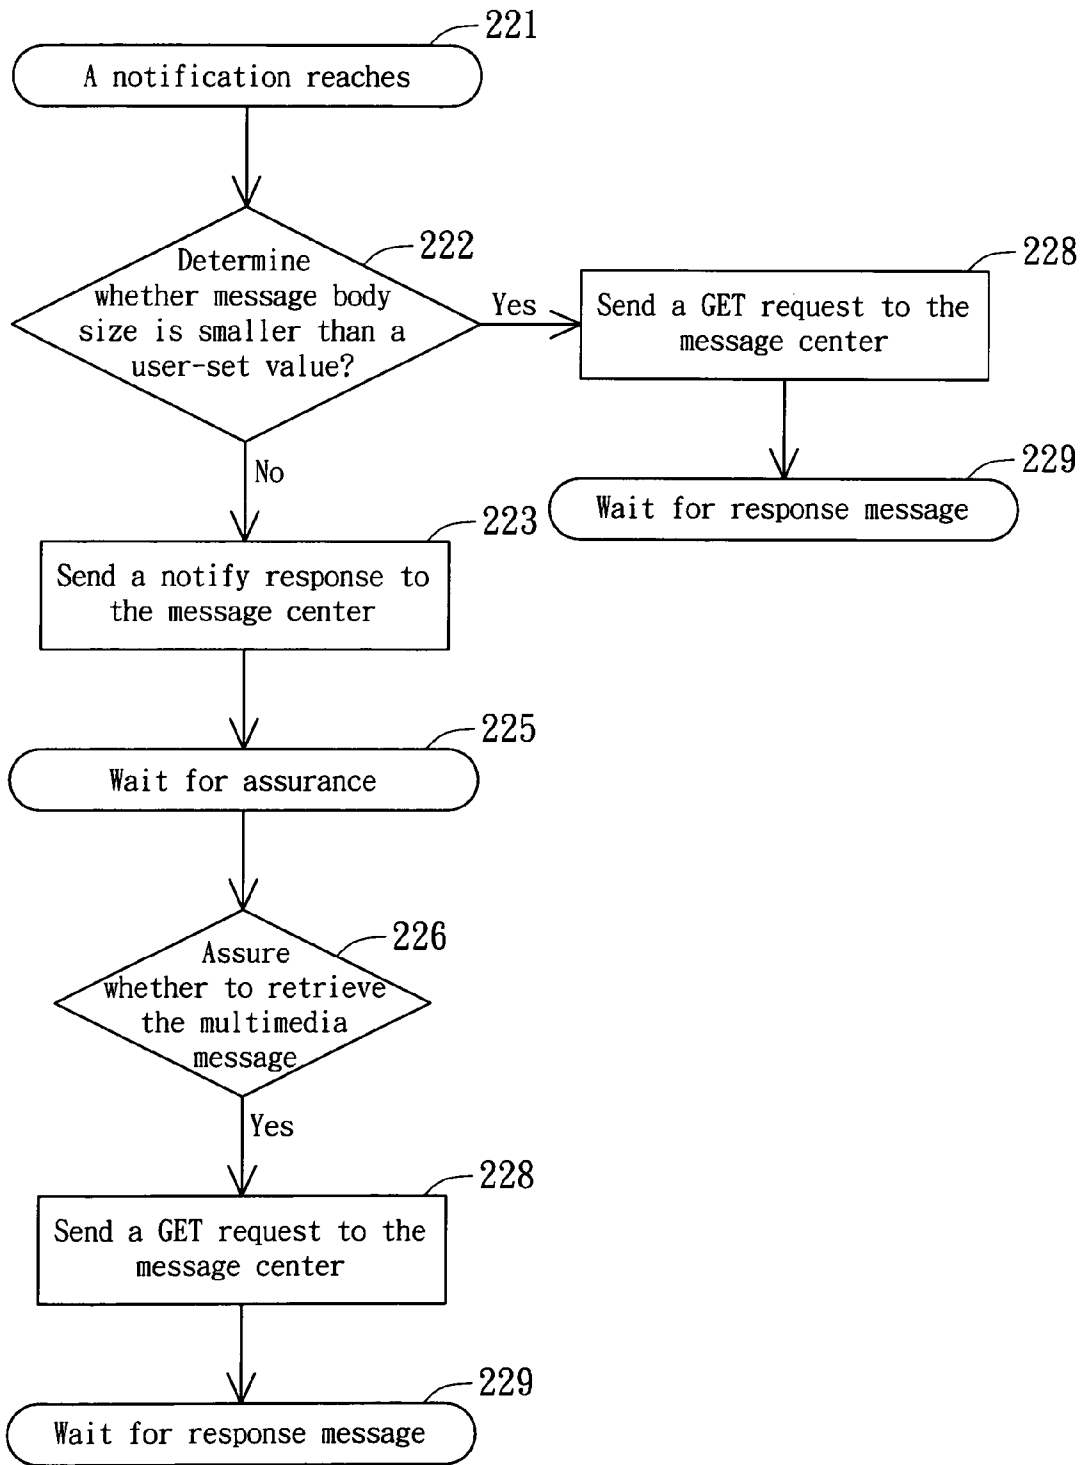 221
A notification reaches
222
Determine
whether message body
size is smaller than a
user-set value?
Yes
228
Send a GET request to the
message center
229
Wait for response message
No
223
Send a notify response to
the message center
225
Wait for assurance
226
Assure
whether to retrieve
the multimedia
message
Yes
228
Send a GET request to the
message center
229
Wait for response message